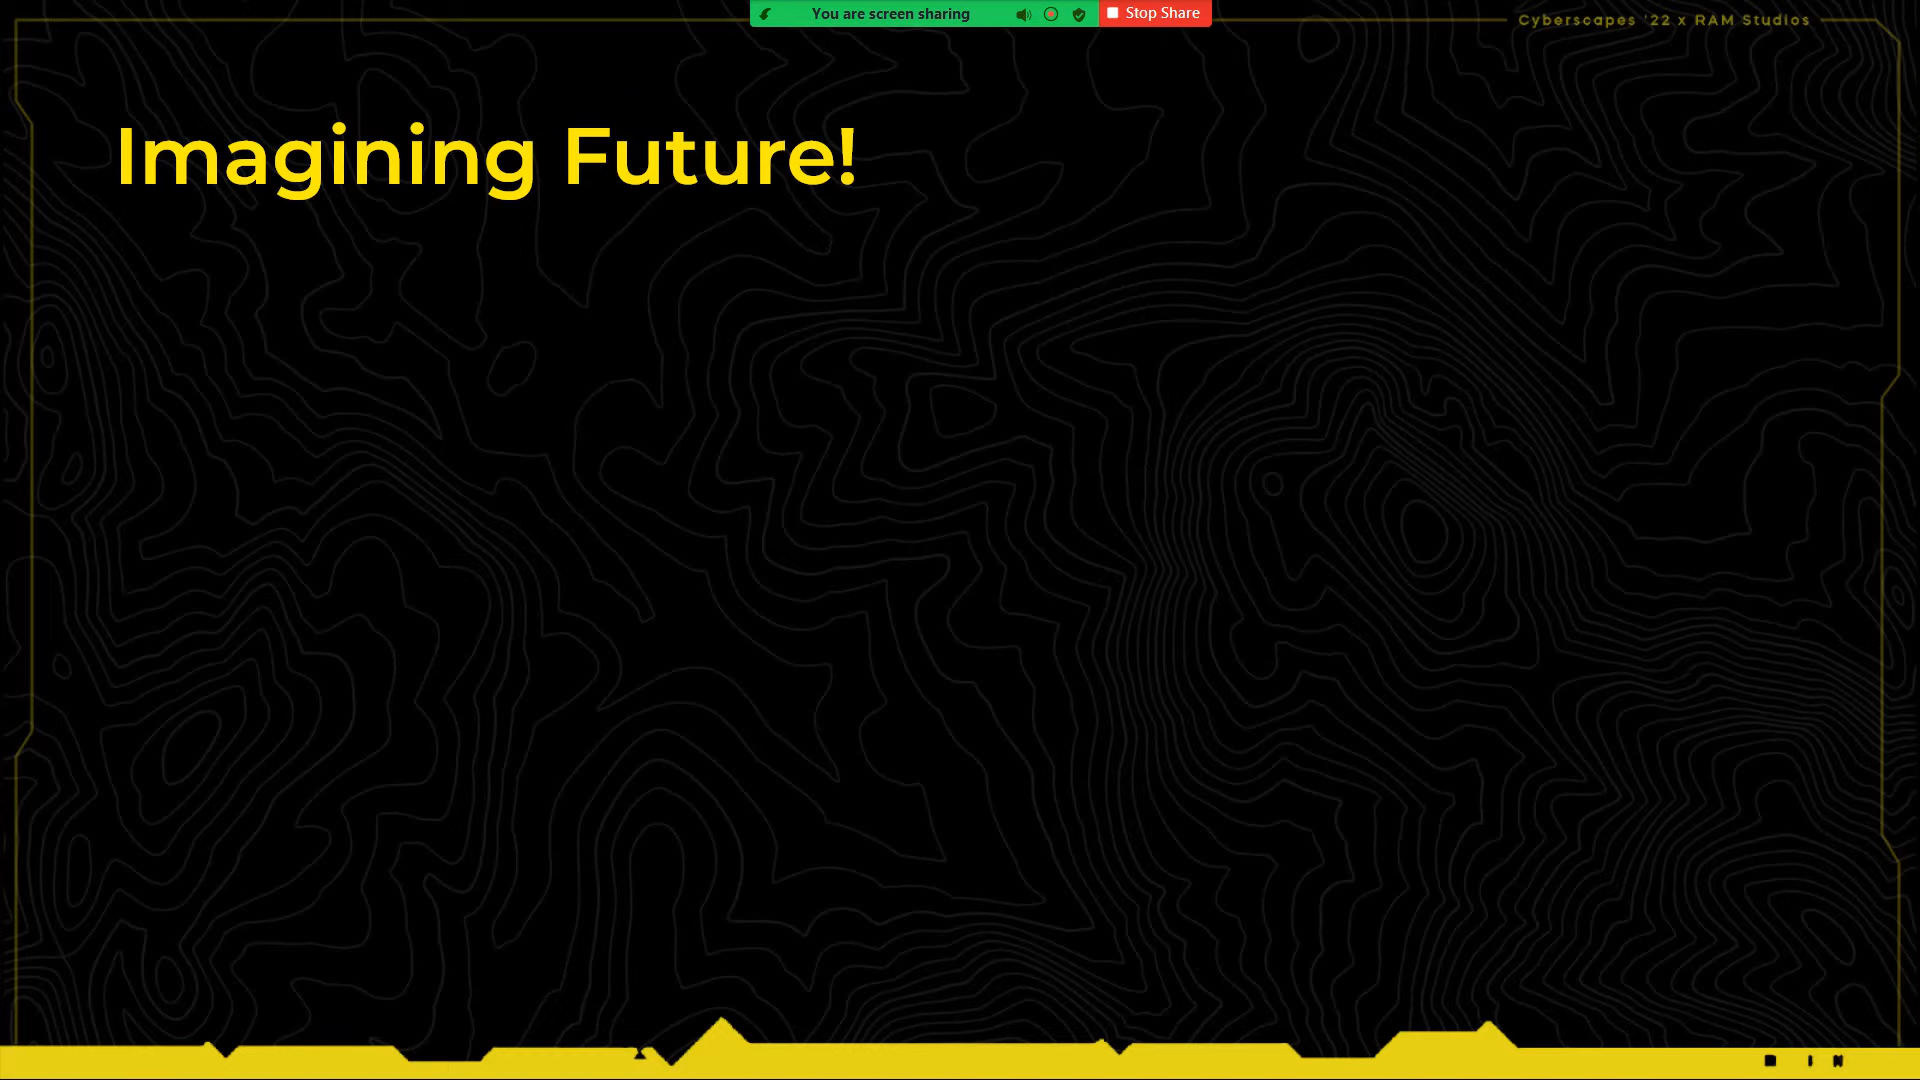 You are screen sharing
Stop Share
Cyberscapes '22 x RAM Studios
Imagining Future!